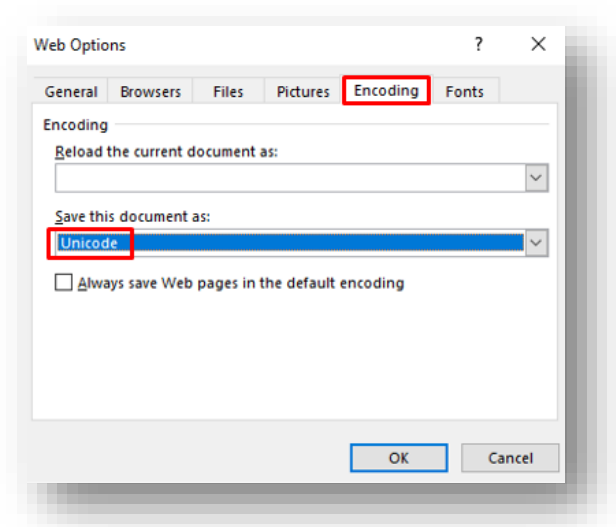 Web Options ?
General Browsers Files Pictures Encoding Fonts
Encoding
Reload the current document as:
Save this document as:
Unicode
Always save Web pages in the default encoding
OK Cancel